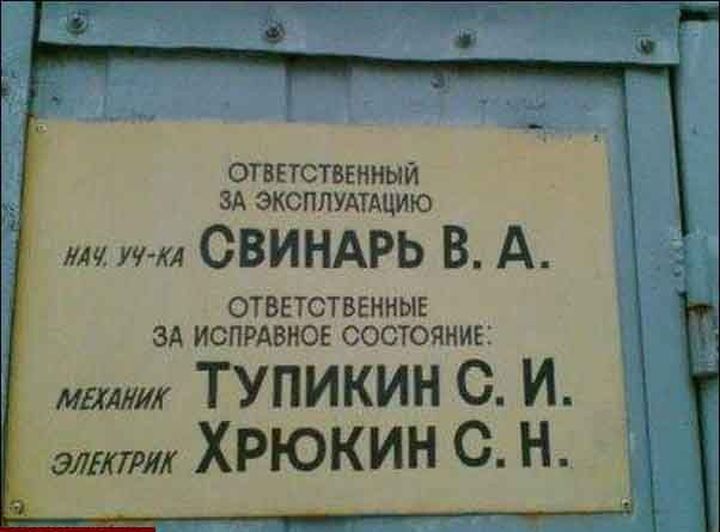 ОТВЕТСТВЕННЫЙ
ЗА ЭКСПЛУАТАЦИЮ
НАЧ. УЧ-КА СВИНАРЬ В. А.
ОТВЕТСТВЕННЫЕ
ЗА ИСПРАВНОЕ СОСТОЯНИЕ:
МЕХАНИК ТУПИКИН С. И.
ЭЛЕКТРИК ХРЮКИН С. Н.